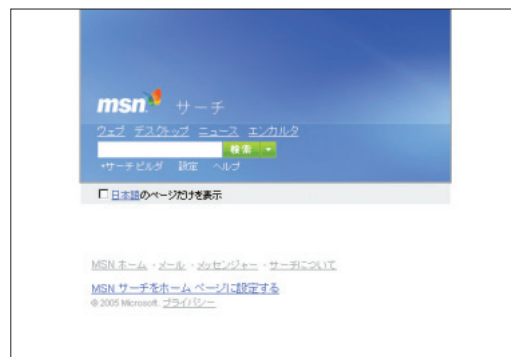 msn サーチ
ウェブ デスクトップ ニュース エンカルタ
検索
+サーチビルダ 設定 ヘルプ
日本語のページだけを表示
MSN ホーム · メール · メッセンジャー · サーチについて
MSN サーチをホーム ページに設定する
© 2005 Microsoft プライバシー